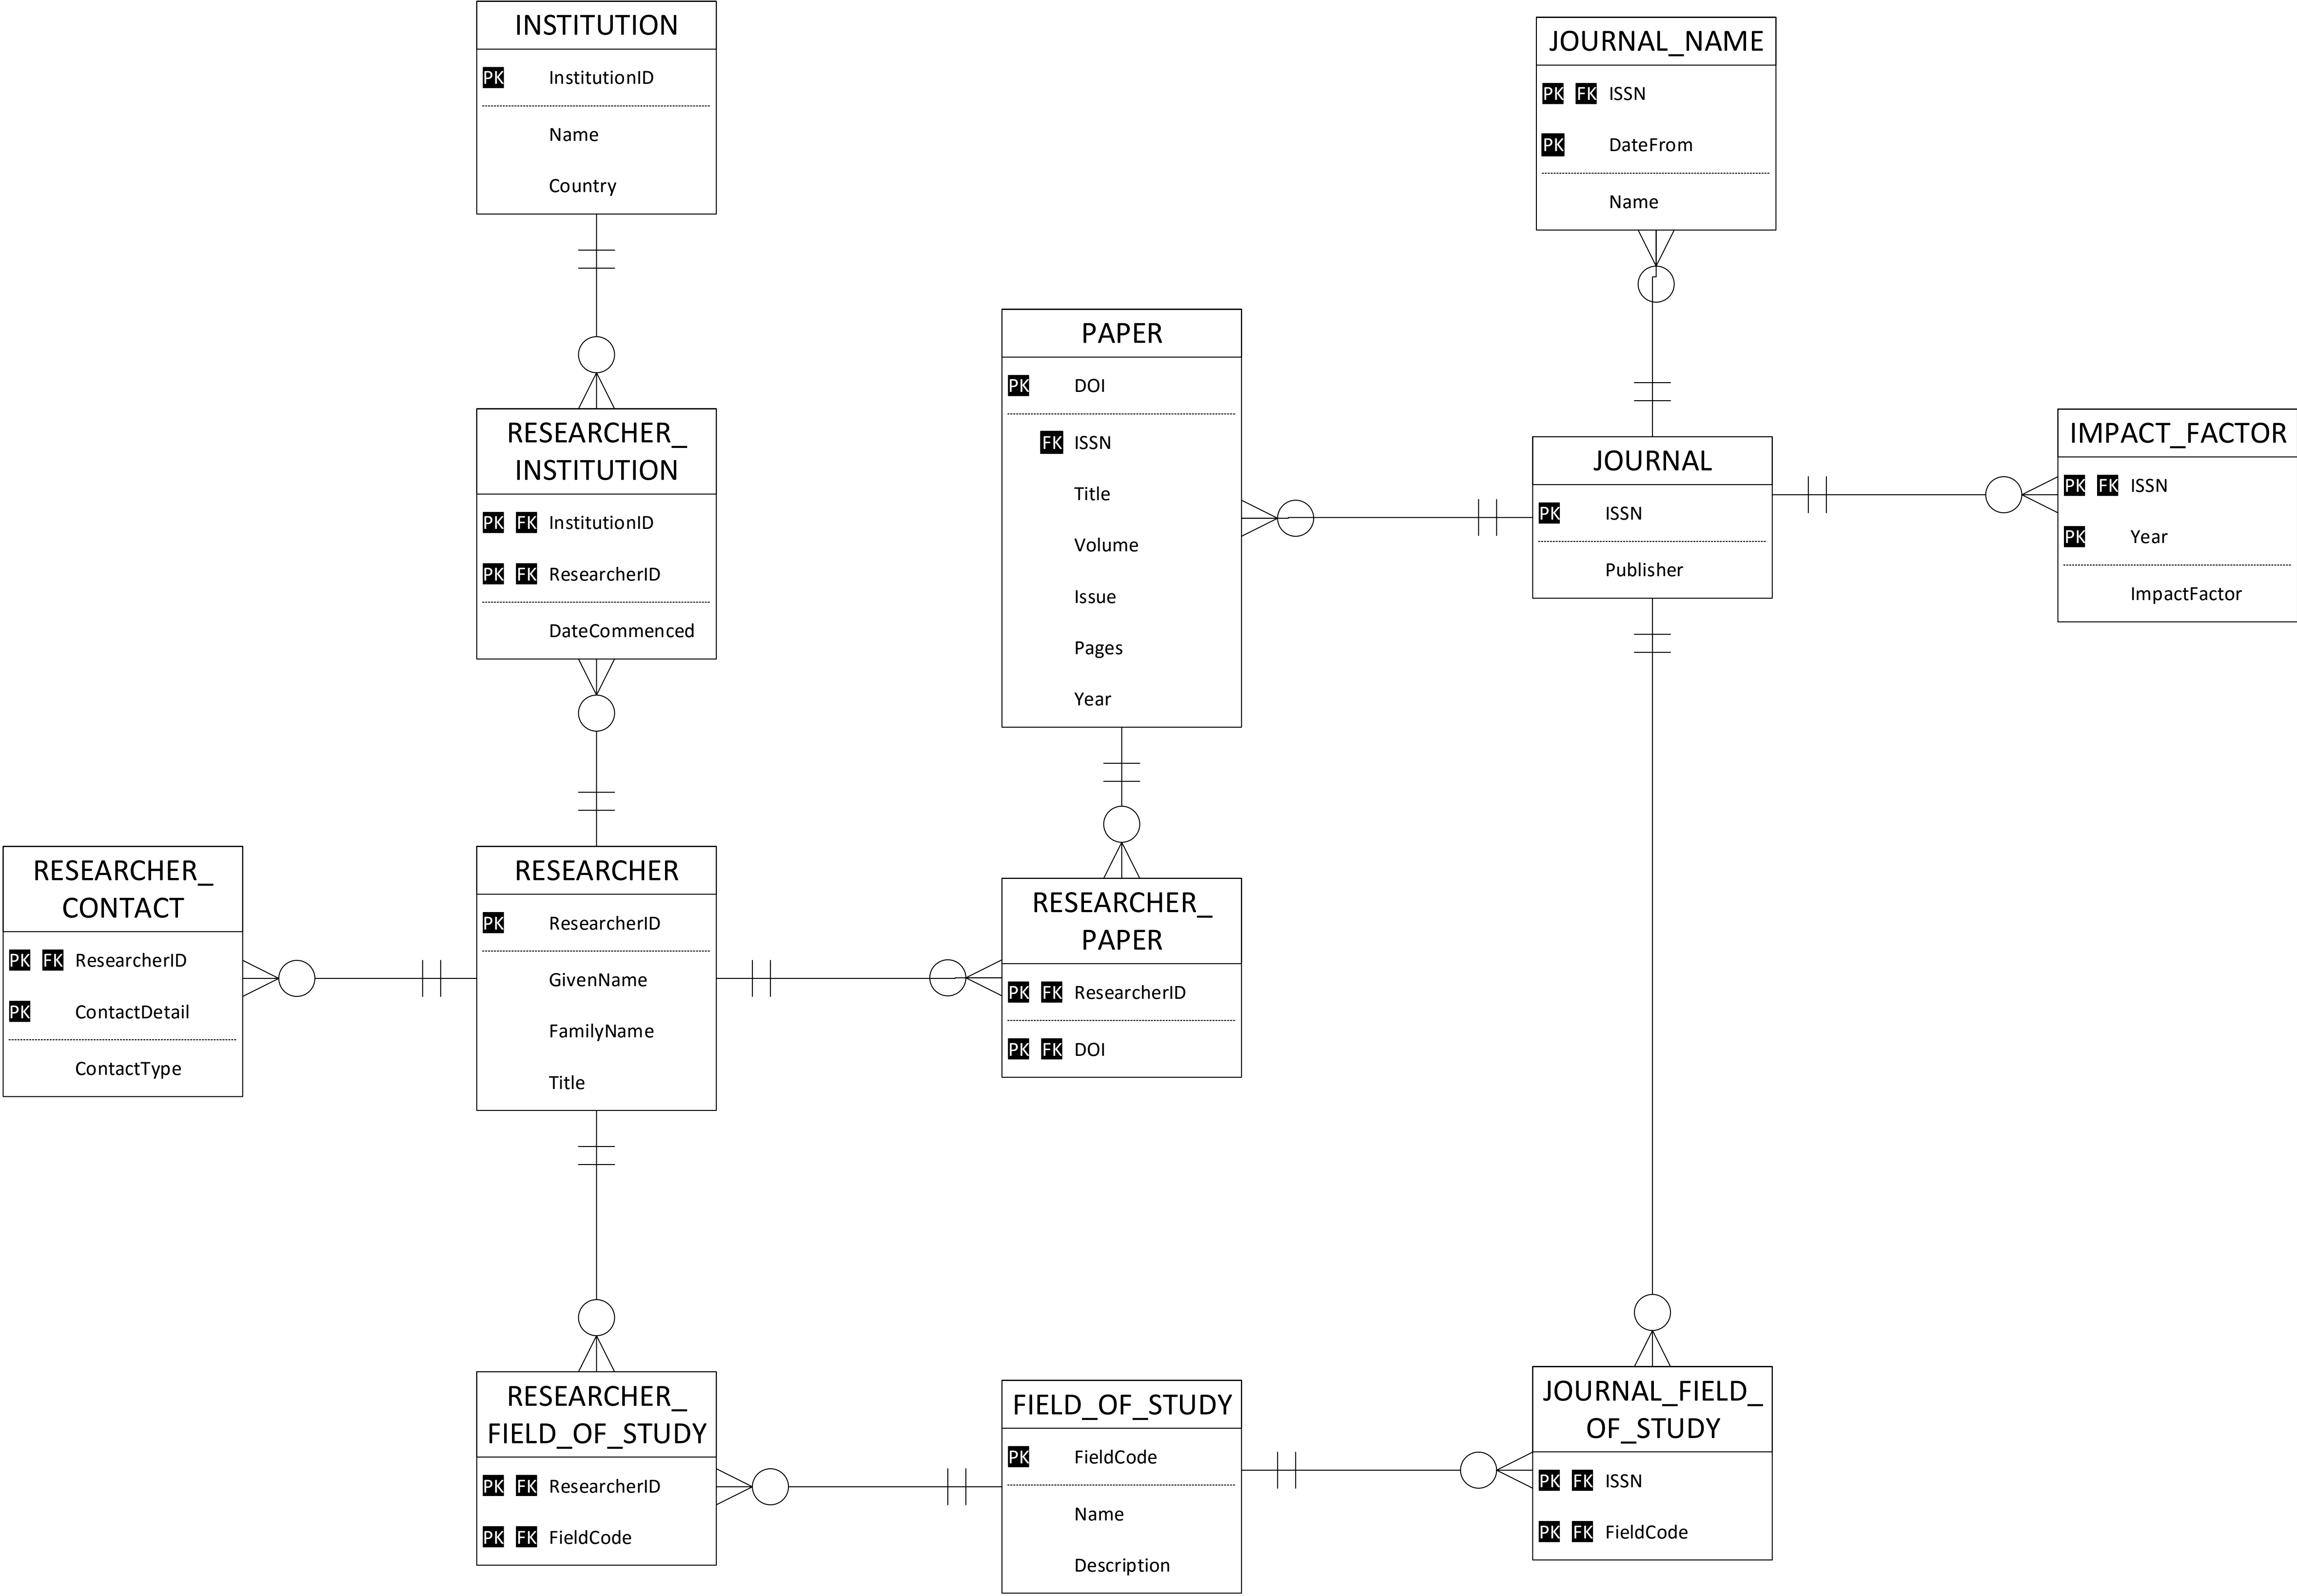 INSTITUTION
PK InstitutionID
Name
Country
JOURNAL_NAME
PK FK ISSN
PK DateFrom
Name
PAPER
PK DOI
FK ISSN
Title
Volume
Issue
Pages
Year
RESEARCHER_
INSTITUTION
PK FK InstitutionID
PK FK ResearcherID
DateCommenced
JOURNAL
PK ISSN
Publisher
IMPACT_FACTOR
PK FK ISSN
PK Year
ImpactFactor
RESEARCHER_
CONTACT
PK FK ResearcherID
PK ContactDetail
ContactType
RESEARCHER
PK ResearcherID
GivenName
FamilyName
Title
RESEARCHER_
PAPER
PK FK ResearcherID
PK FK DOI
RESEARCHER_
FIELD_OF_STUDY
PK FK ResearcherID
PK FK FieldCode
FIELD_OF_STUDY
PK FieldCode
Name
Description
JOURNAL_FIELD_
OF_STUDY
PK FK ISSN
PK FK FieldCode